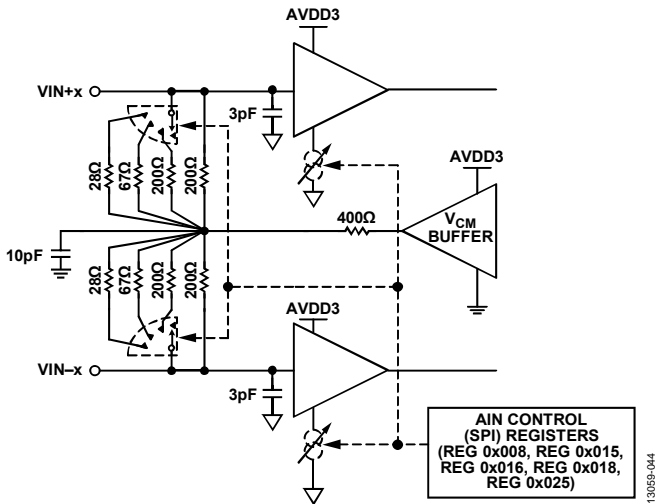 AVDD3
VIN+x
3pF
28Ω
67Ω
200Ω
200Ω
AVDD3
400Ω
VCM
BUFFER
10pF
28Ω
67Ω
200Ω
200Ω
AVDD3
VIN–x
3pF
AIN CONTROL
(SPI) REGISTERS
(REG 0x008, REG 0x015,
REG 0x016, REG 0x018,
REG 0x025)
13059-044